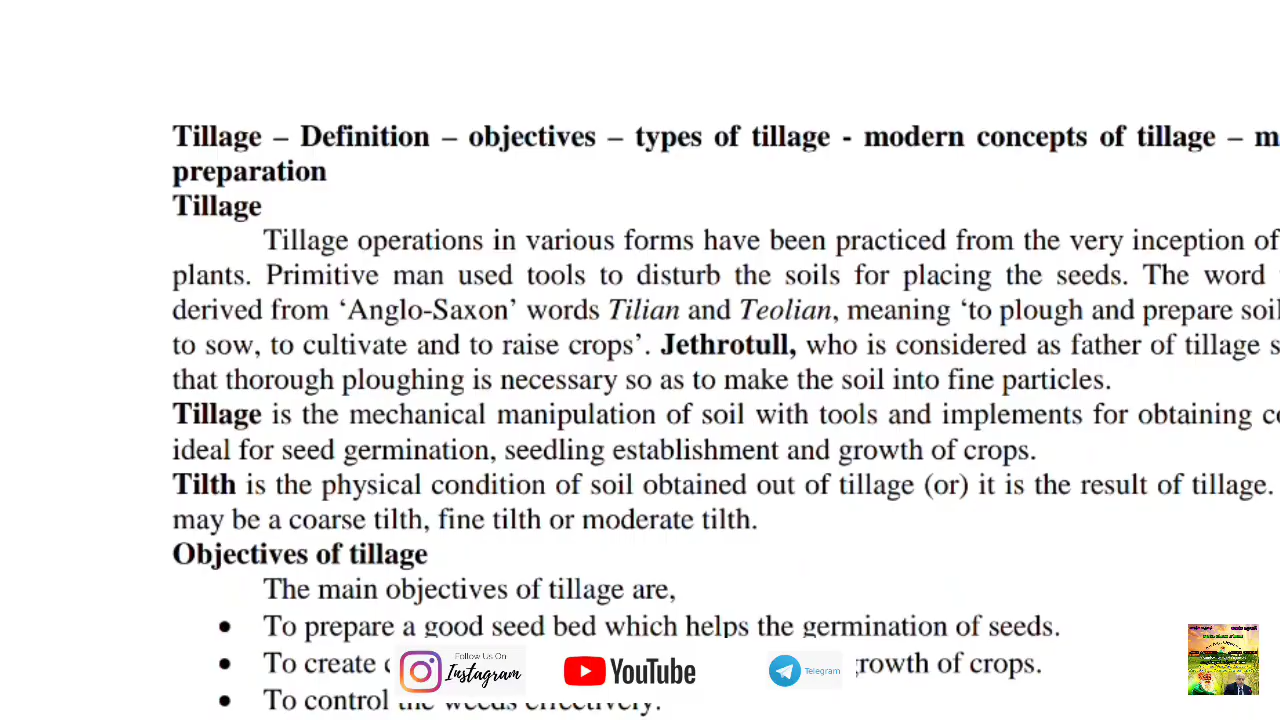 Tillage – Definition – objectives – types of tillage - modern concepts of tillage – m
preparation
Tillage
Tillage operations in various forms have been practiced from the very inception of
plants. Primitive man used tools to disturb the soils for placing the seeds. The word
derived from ‘Anglo-Saxon’ words Tilian and Teolian, meaning ‘to plough and prepare soil
to sow, to cultivate and to raise crops’. Jethrotull, who is considered as father of tillage s
that thorough ploughing is necessary so as to make the soil into fine particles.
Tillage is the mechanical manipulation of soil with tools and implements for obtaining c
ideal for seed germination, seedling establishment and growth of crops.
Tilth is the physical condition of soil obtained out of tillage (or) it is the result of tillage.
may be a coarse tilth, fine tilth or moderate tilth.
Objectives of tillage
The main objectives of tillage are,
• To prepare a good seed bed which helps the germination of seeds.
• To create growth of crops.
• To control the weeds effectively.
Follow Us On
Instagram
YouTube
Telegram